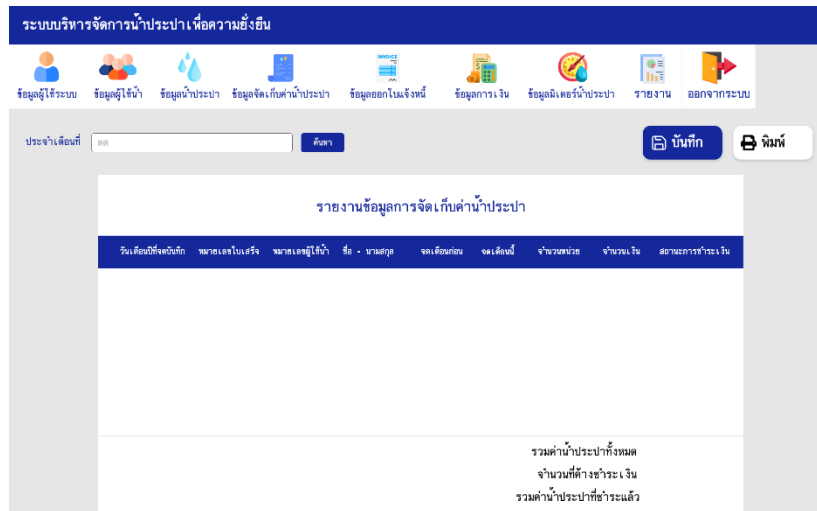 ระบบบริหารจัดการน้ำประปาเพื่อความยั่งยืน
INVOICE
ข้อมูลผู้ใช้ระบบ ข้อมูลผู้ใช้น้ำ ข้อมูลน้ำประปา ข้อมูลจัดเก็บค่าน้ำประปา ข้อมูลออกใบแจ้งหนี้ ข้อมูลการเงิน ข้อมูลมิเตอร์น้ำประปา รายงาน ออกจากระบบ
ประจำเดือนที่ ดด ค้นหา บันทึก พิมพ์
รายงานข้อมูลการจัดเก็บค่าน้ำประปา
วันเดือนปีที่จดบันทึก หมายเลขใบเสร็จ หมายเลขผู้ใช้น้ำ ชื่อ - นามสกุล จดเดือนก่อน จดเดือนนี้ จำนวนหน่วย จำนวนเงิน สถานะการชำระเงิน
รวมค่าน้ำประปาทั้งหมด
จำนวนที่ค้างชำระเงิน
รวมค่าน้ำประปาที่ชำระแล้ว